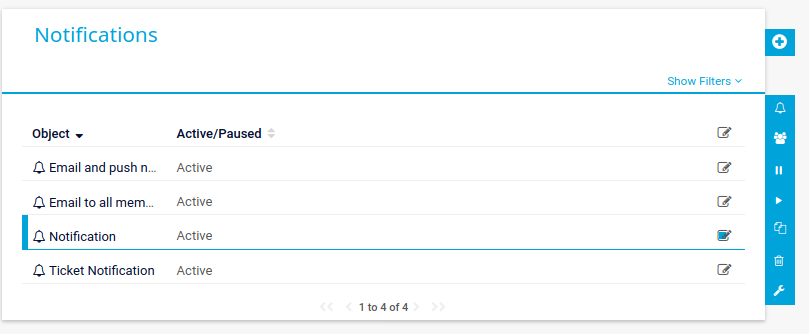 Notifications
Show Filters
Object Active/Paused
Email and push n... Active
Email to all mem... Active
Notification Active
Ticket Notification Active
1 to 4 of 4